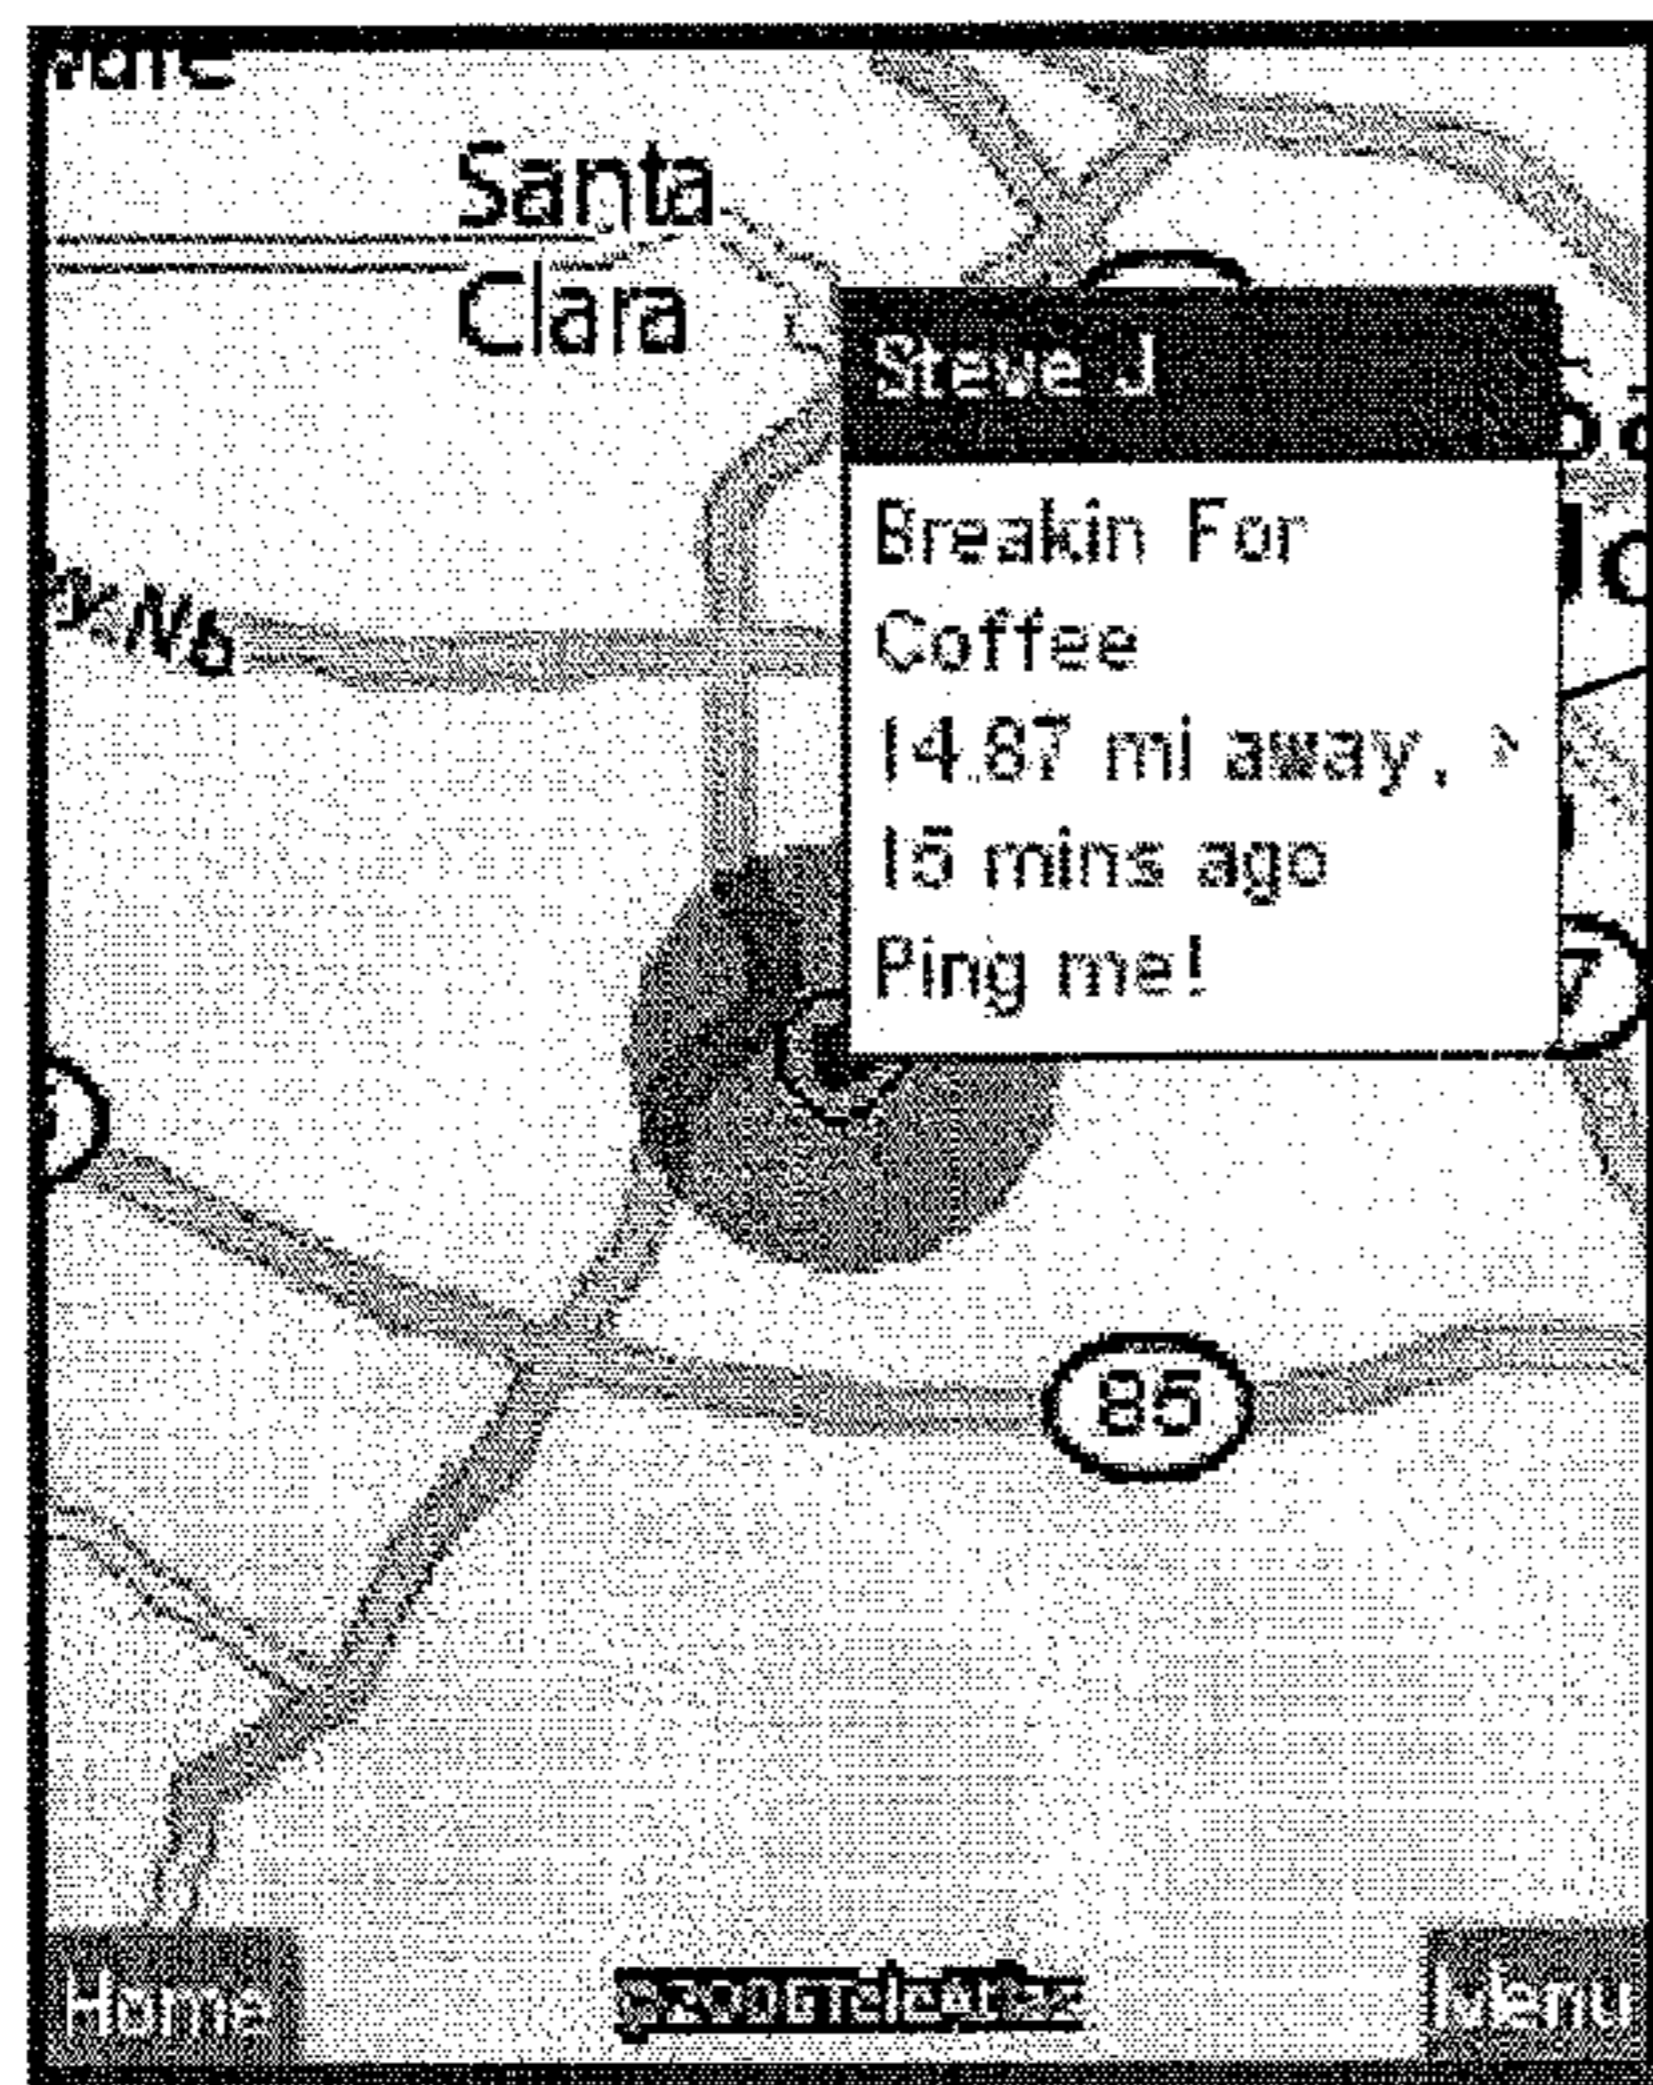 Santa
Clara
Steve J
Breakin For
Coffee
14.87 mi away, >
15 mins ago
Ping me!
85
Home
Menu